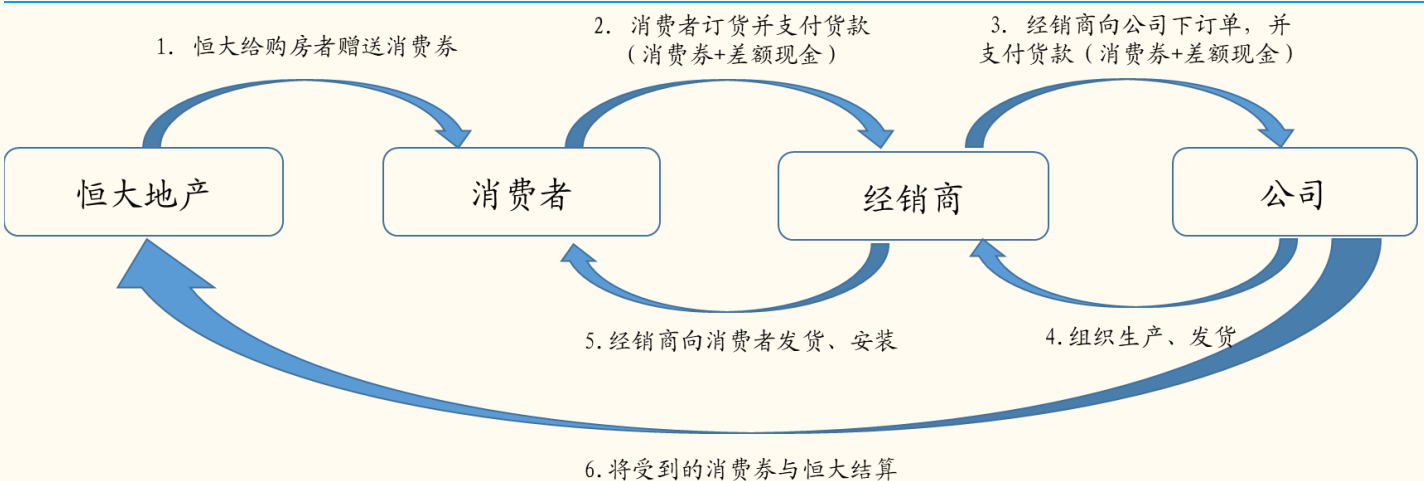 1. 恒大给购房者赠送消费券
2. 消费者订货并支付货款
（消费券+差额现金）
3. 经销商向公司下订单，并
支付货款（消费券+差额现金）
恒大地产
消费者
经销商
公司
5.经销商向消费者发货、安装
4.组织生产、发货
6.将受到的消费券与恒大结算